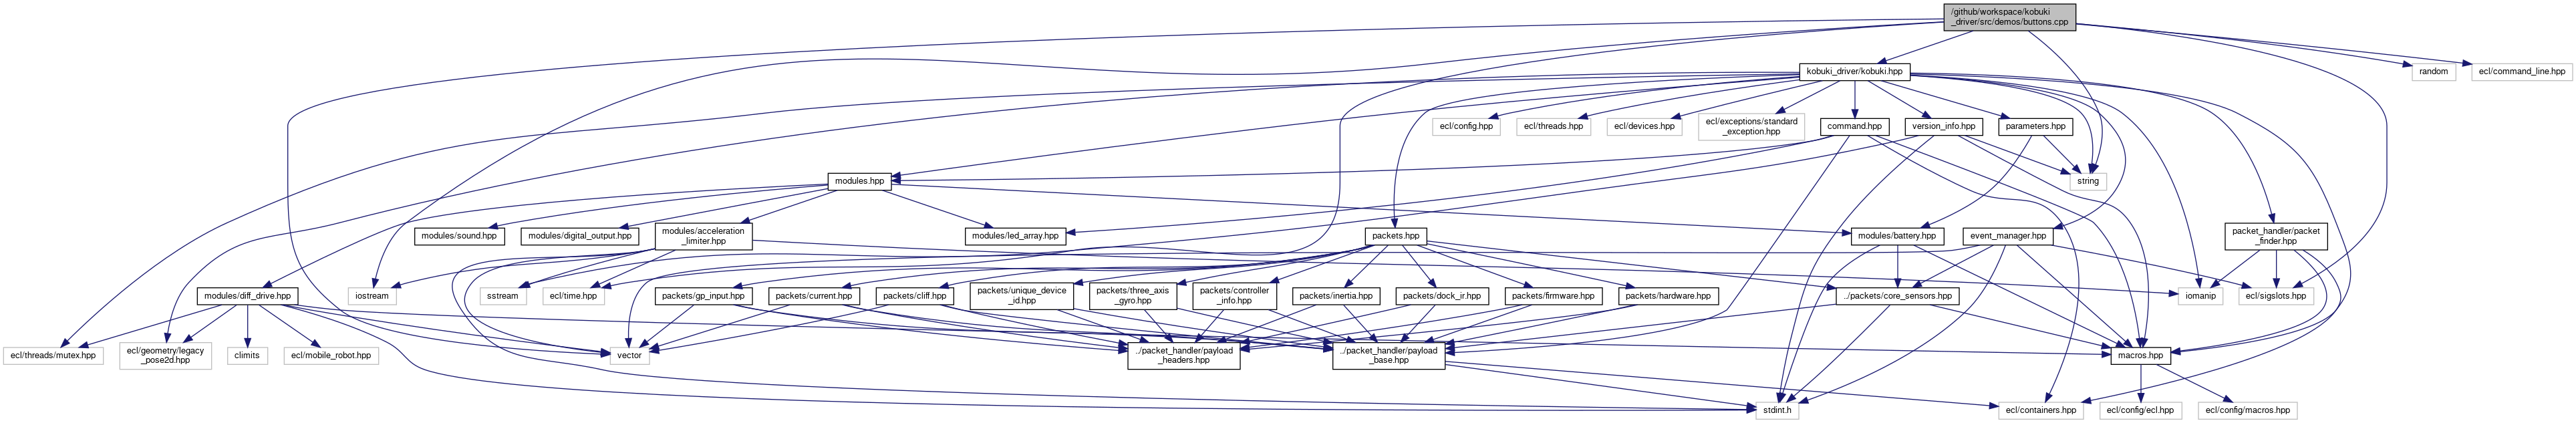 /github/workspace/kobuki
_driver/src/demos/buttons.cpp
kobuki_driver/kobuki.hpp
random
ecl/command_line.hpp
ecl/config.hpp
ecl/threads.hpp
ecl/devices.hpp
ecl/exceptions/standard
_exception.hpp
command.hpp
version_info.hpp
parameters.hpp
modules.hpp
string
modules/sound.hpp
modules/digital_output.hpp
modules/acceleration
_limiter.hpp
modules/led_array.hpp
packets.hpp
modules/battery.hpp
event_manager.hpp
packet_handler/packet
_finder.hpp
modules/diff_drive.hpp
iostream
sstream
ecl/time.hpp
packets/gp_input.hpp
packets/current.hpp
packets/cliff.hpp
packets/unique_device
_id.hpp
packets/three_axis
_gyro.hpp
packets/controller
_info.hpp
packets/inertia.hpp
packets/dock_ir.hpp
packets/firmware.hpp
packets/hardware.hpp
../packets/core_sensors.hpp
iomanip
ecl/sigslots.hpp
ecl/threads/mutex.hpp
ecl/geometry/legacy
_pose2d.hpp
climits
ecl/mobile_robot.hpp
vector
../packet_handler/payload
_headers.hpp
../packet_handler/payload
_base.hpp
macros.hpp
stdint.h
ecl/containers.hpp
ecl/config/ecl.hpp
ecl/config/macros.hpp